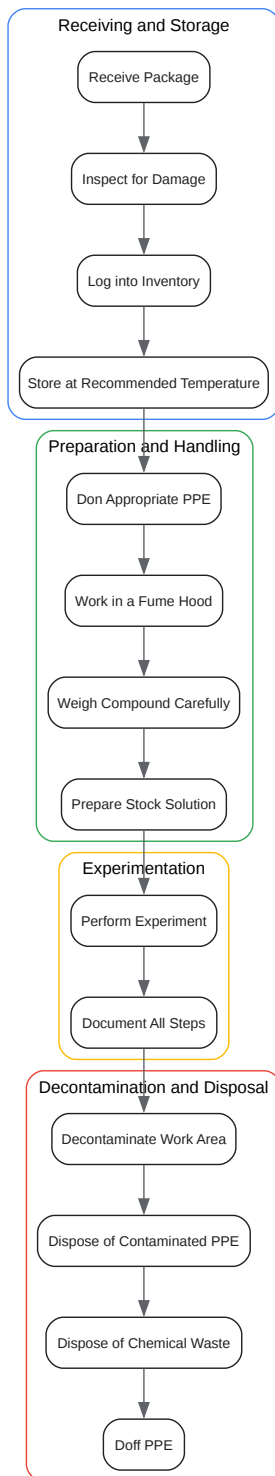 Receiving and Storage
Receive Package
Inspect for Damage
Log into Inventory
Store at Recommended Temperature
Preparation and Handling
Don Appropriate PPE
Work in a Fume Hood
Weigh Compound Carefully
Prepare Stock Solution
Experimentation
Perform Experiment
Document All Steps
Decontamination and Disposal
Decontaminate Work Area
Dispose of Contaminated PPE
Dispose of Chemical Waste
Doff PPE